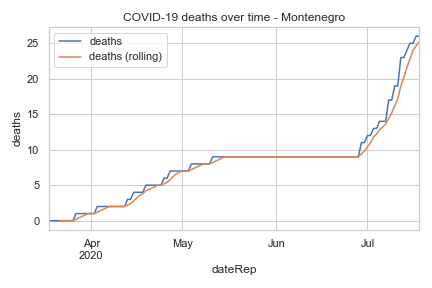 COVID-19 deaths over time - Montenegro
deaths
deaths (rolling)
25
20
15
10
5
0
deaths
Apr
2020
May
Jun
Jul
dateRep